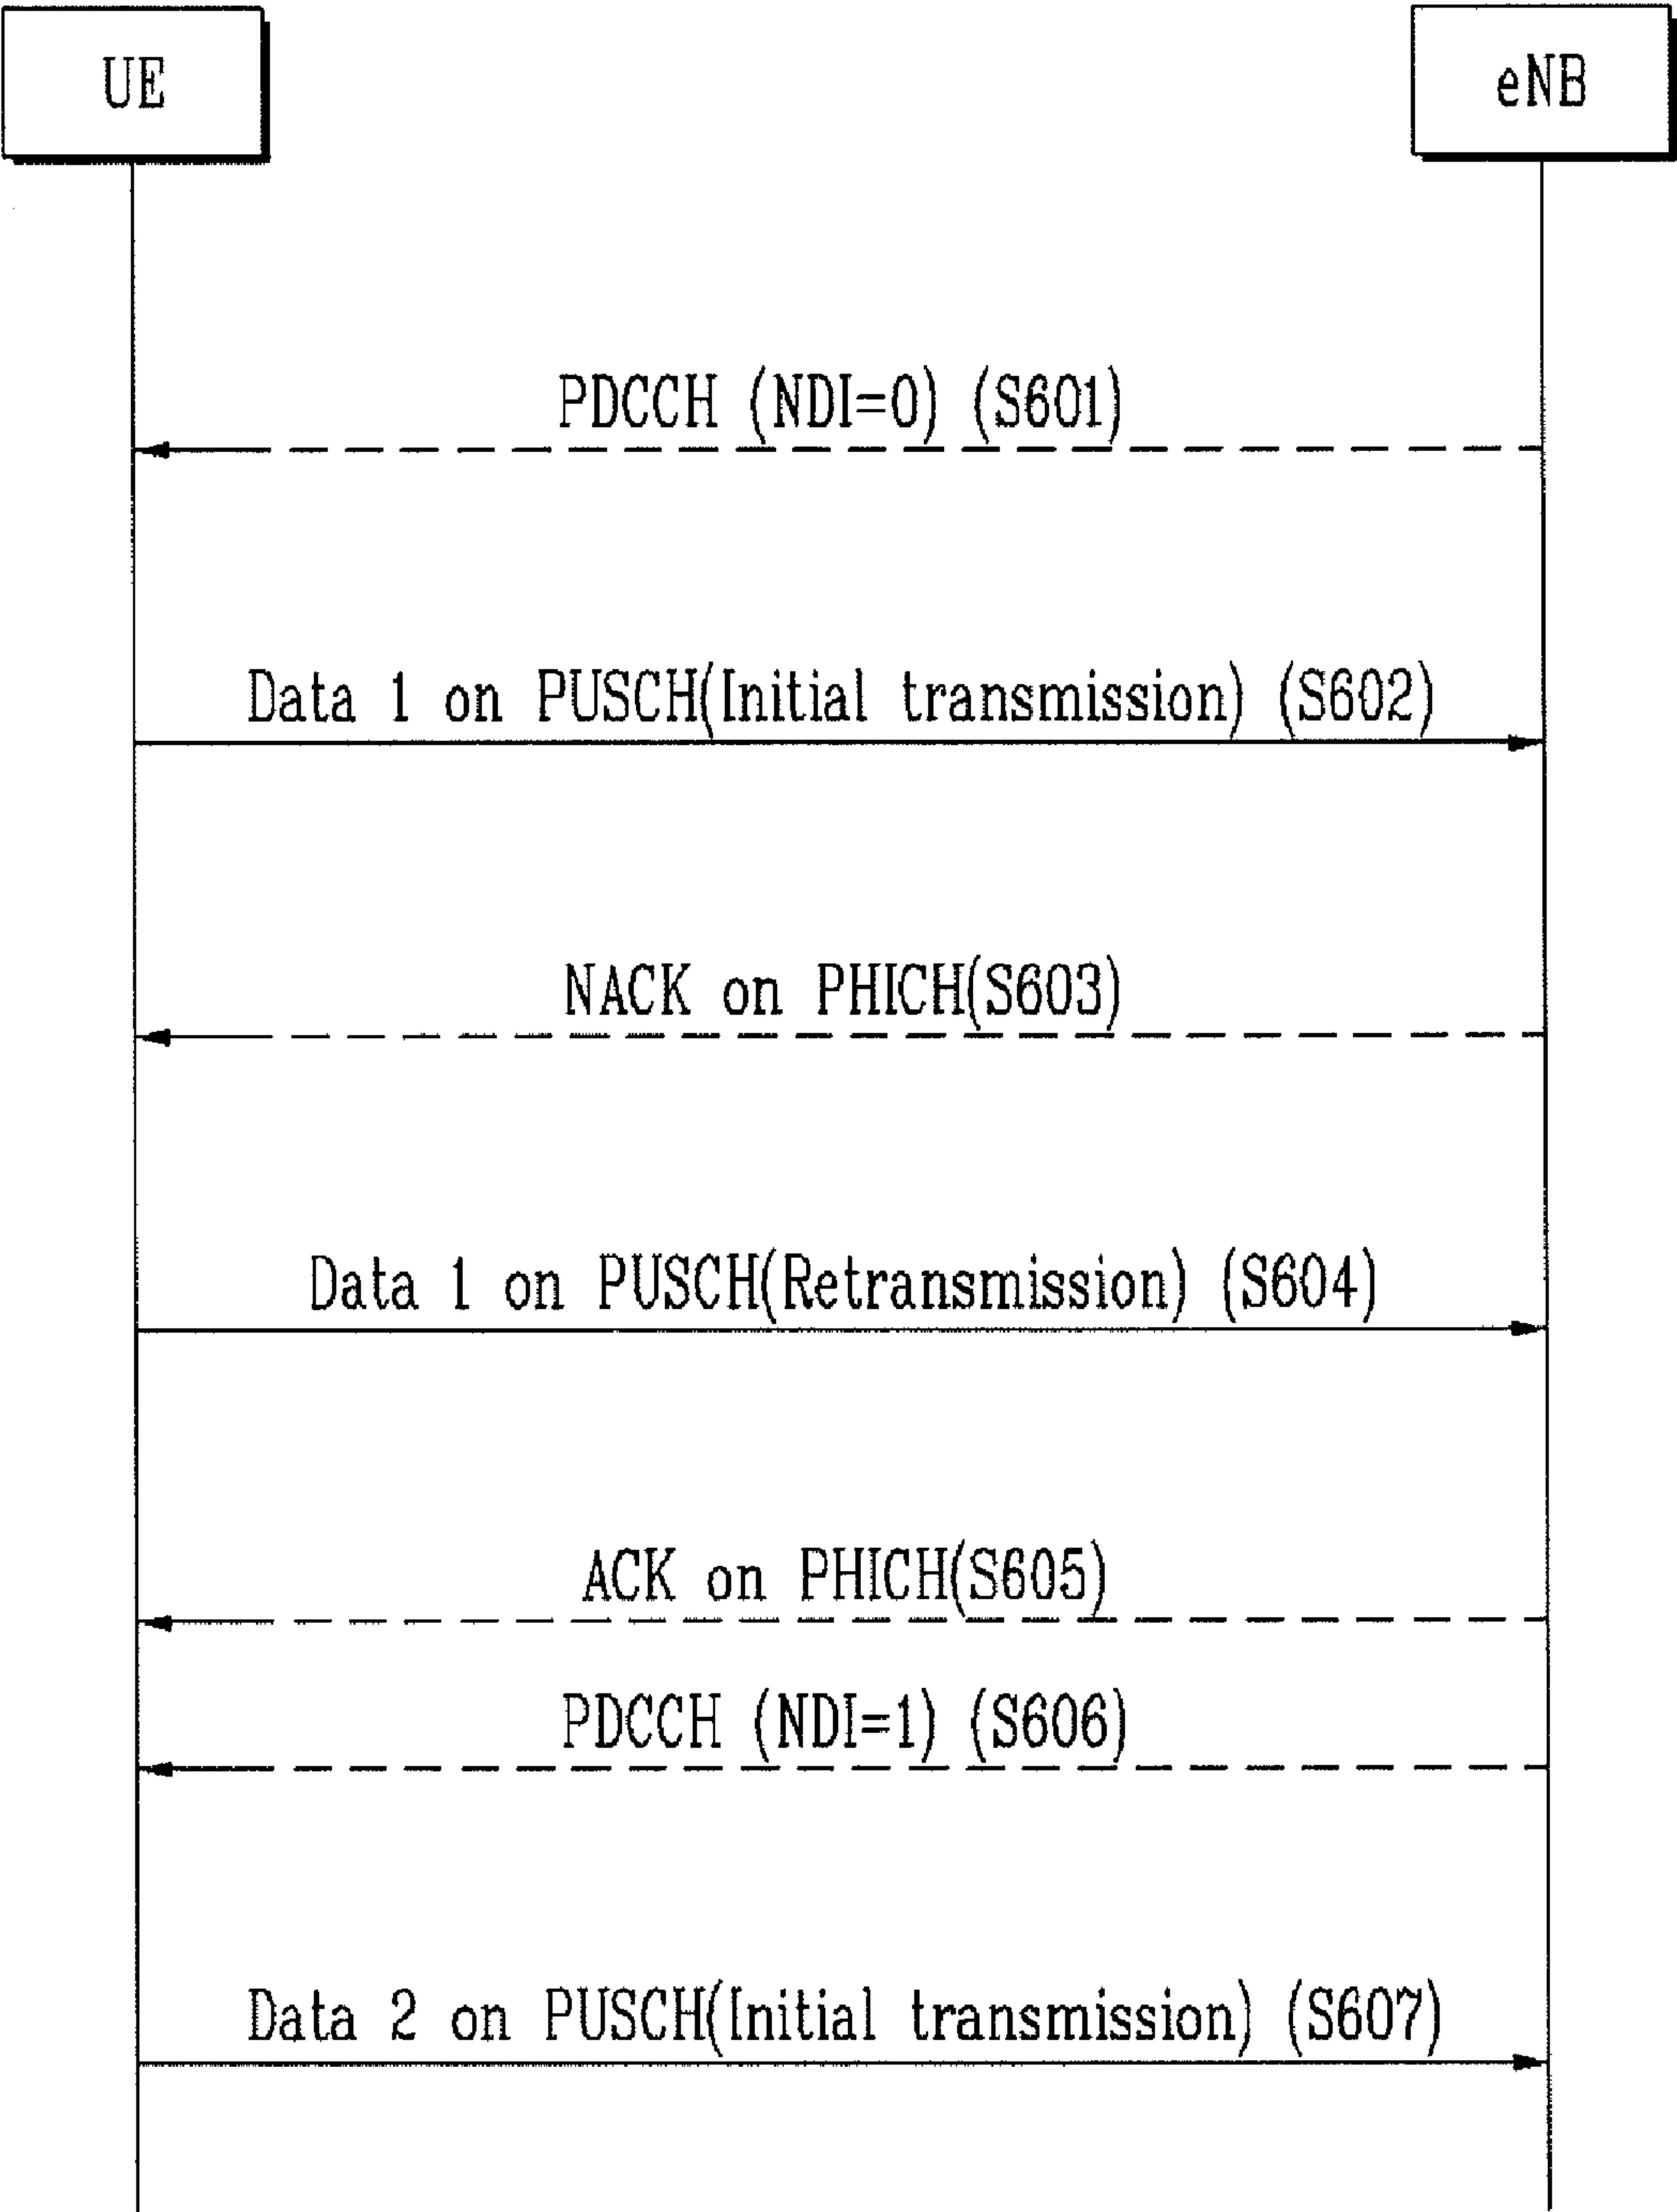 UE
eNB
PDCCH (NDI=0) (S601)
Data 1 on PUSCH(Initial transmission) (S602)
NACK on PHICH(S603)
Data 1 on PUSCH(Retransmission) (S604)
ACK on PHICH(S605)
PDCCH (NDI=1) (S606)
Data 2 on PUSCH(Initial transmission) (S607)